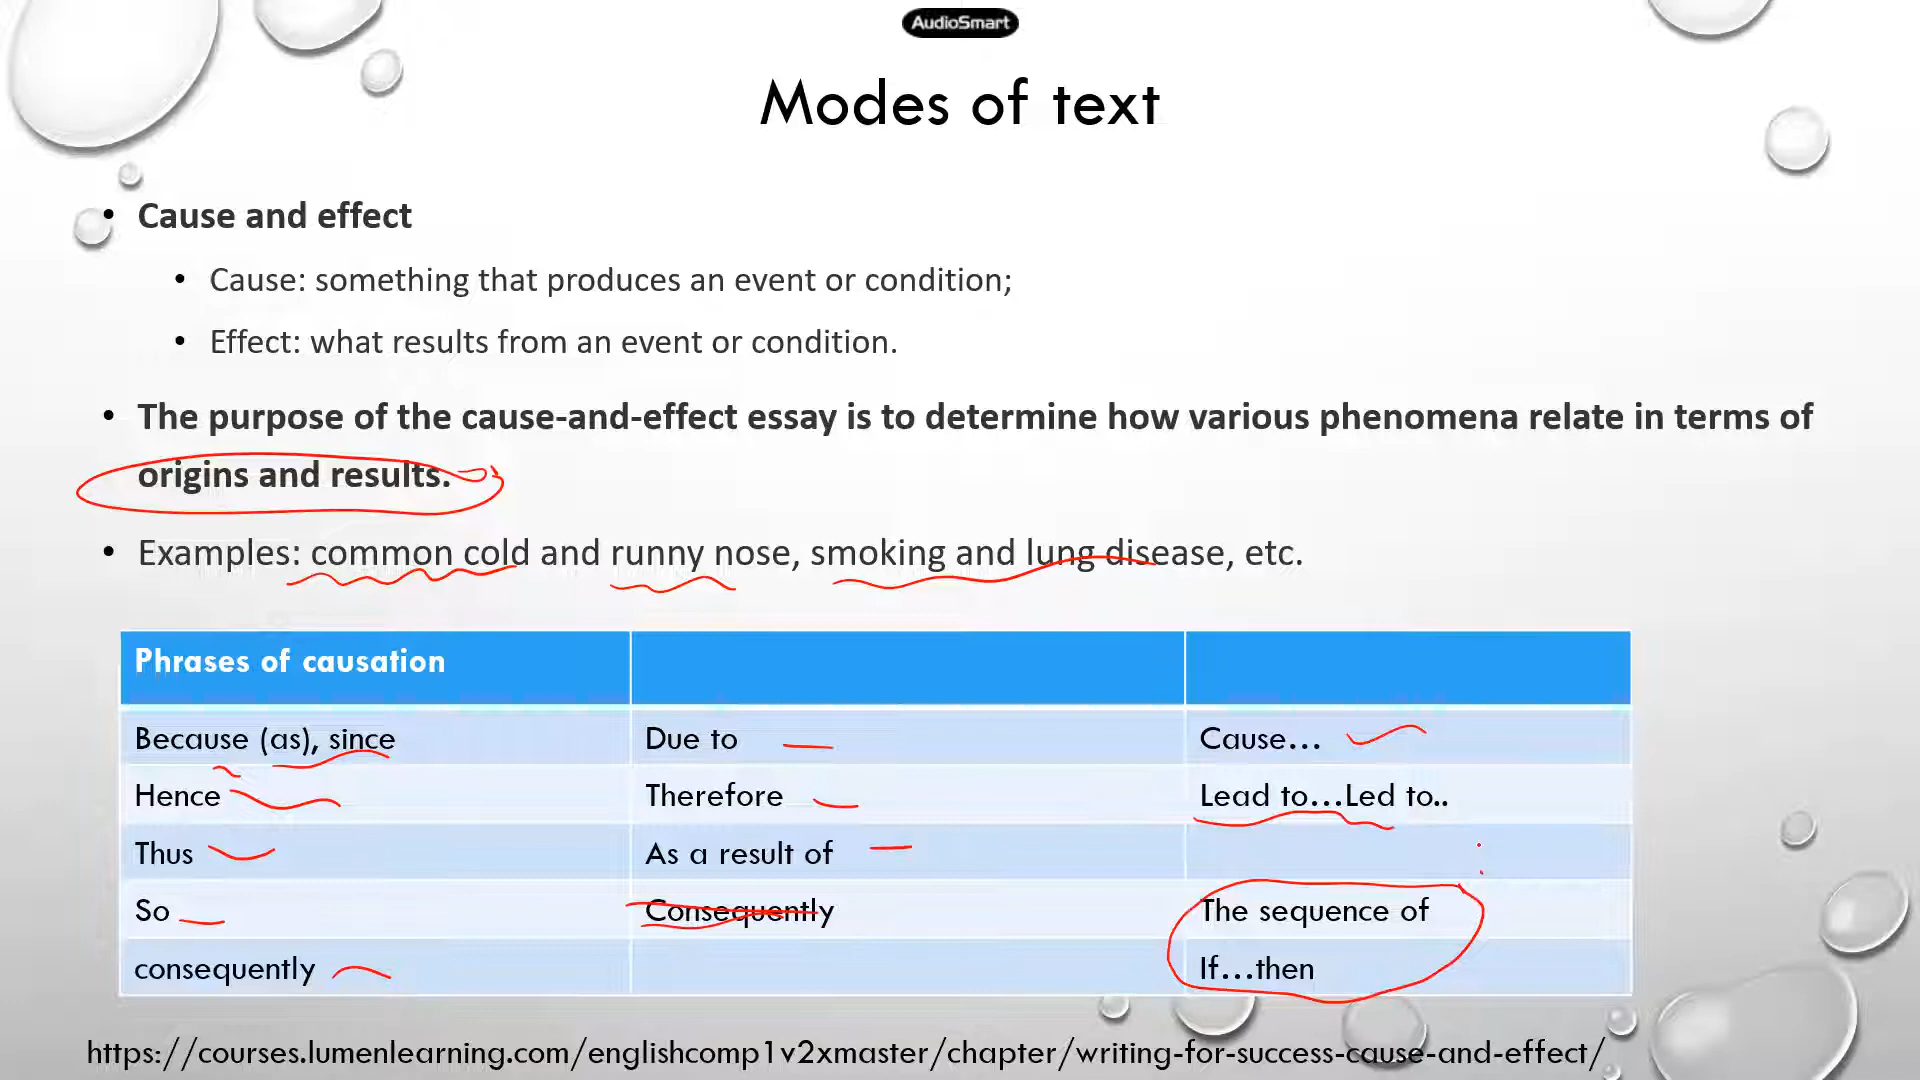 AudioSmart
Modes of text
• Cause and effect
• Cause: something that produces an event or condition;
• Effect: what results from an event or condition.
• The purpose of the cause-and-effect essay is to determine how various phenomena relate in terms of
origins and results.
• Examples: common cold and runny nose, smoking and lung disease, etc.
Phrases of causation
Because (as), since Due to Cause...
Hence Therefore Lead to...Led to..
Thus As a result of
So Consequently The sequence of
consequently If...then
https://courses.lumenlearning.com/englishcomp1v2xmaster/chapter/writing-for-success-cause-and-effect/